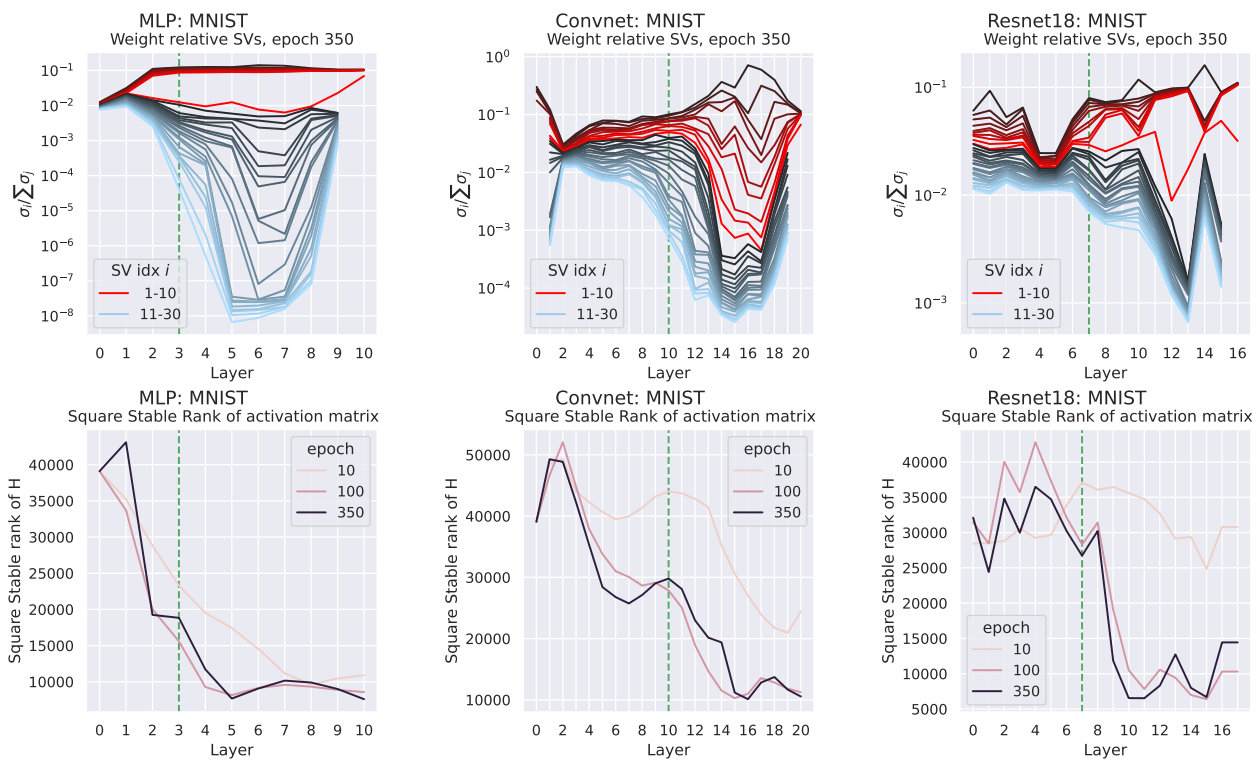 MLP: MNIST
Weight relative SVs, epoch 350
σi/∑σj
10−1
10−2
10−3
10−4
10−5
10−6
10−7
10−8
SV idx i
1-10
11-30
0 1 2 3 4 5 6 7 8 9 10
Layer
Convnet: MNIST
Weight relative SVs, epoch 350
σi/∑σj
100
10−1
10−2
10−3
10−4
SV idx i
1-10
11-30
0 2 4 6 8 10 12 14 16 18 20
Layer
Resnet18: MNIST
Weight relative SVs, epoch 350
σi/∑σj
10−1
10−2
10−3
SV idx i
1-10
11-30
0 2 4 6 8 10 12 14 16
Layer
MLP: MNIST
Square Stable Rank of activation matrix
Square Stable rank of H
40000
35000
30000
25000
20000
15000
10000
epoch
10
100
350
0 1 2 3 4 5 6 7 8 9 10
Layer
Convnet: MNIST
Square Stable Rank of activation matrix
Square Stable rank of H
50000
40000
30000
20000
10000
epoch
10
100
350
0 2 4 6 8 10 12 14 16 18 20
Layer
Resnet18: MNIST
Square Stable Rank of activation matrix
Square Stable rank of H
40000
35000
30000
25000
20000
15000
10000
5000
epoch
10
100
350
0 2 4 6 8 10 12 14 16
Layer